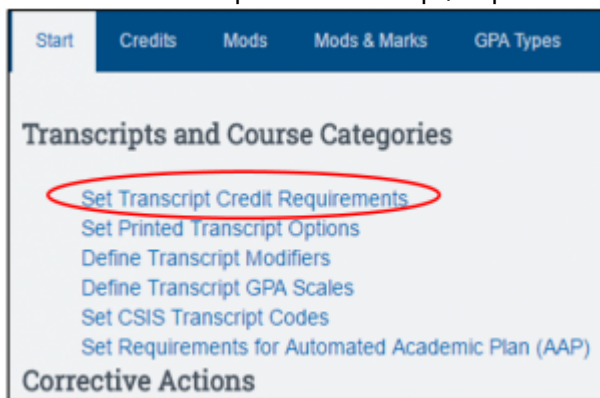 Start Credits Mods Mods & Marks GPA Types
Transcripts and Course Categories
Set Transcript Credit Requirements
Set Printed Transcript Options
Define Transcript Modifiers
Define Transcript GPA Scales
Set CSIS Transcript Codes
Set Requirements for Automated Academic Plan (AAP)
Corrective Actions